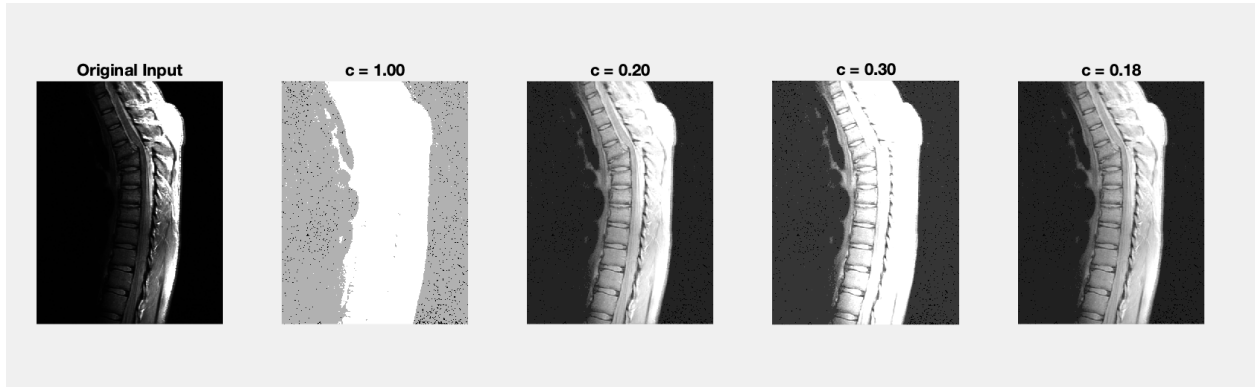 Original Input
c = 1.00
c = 0.20
c = 0.30
c = 0.18